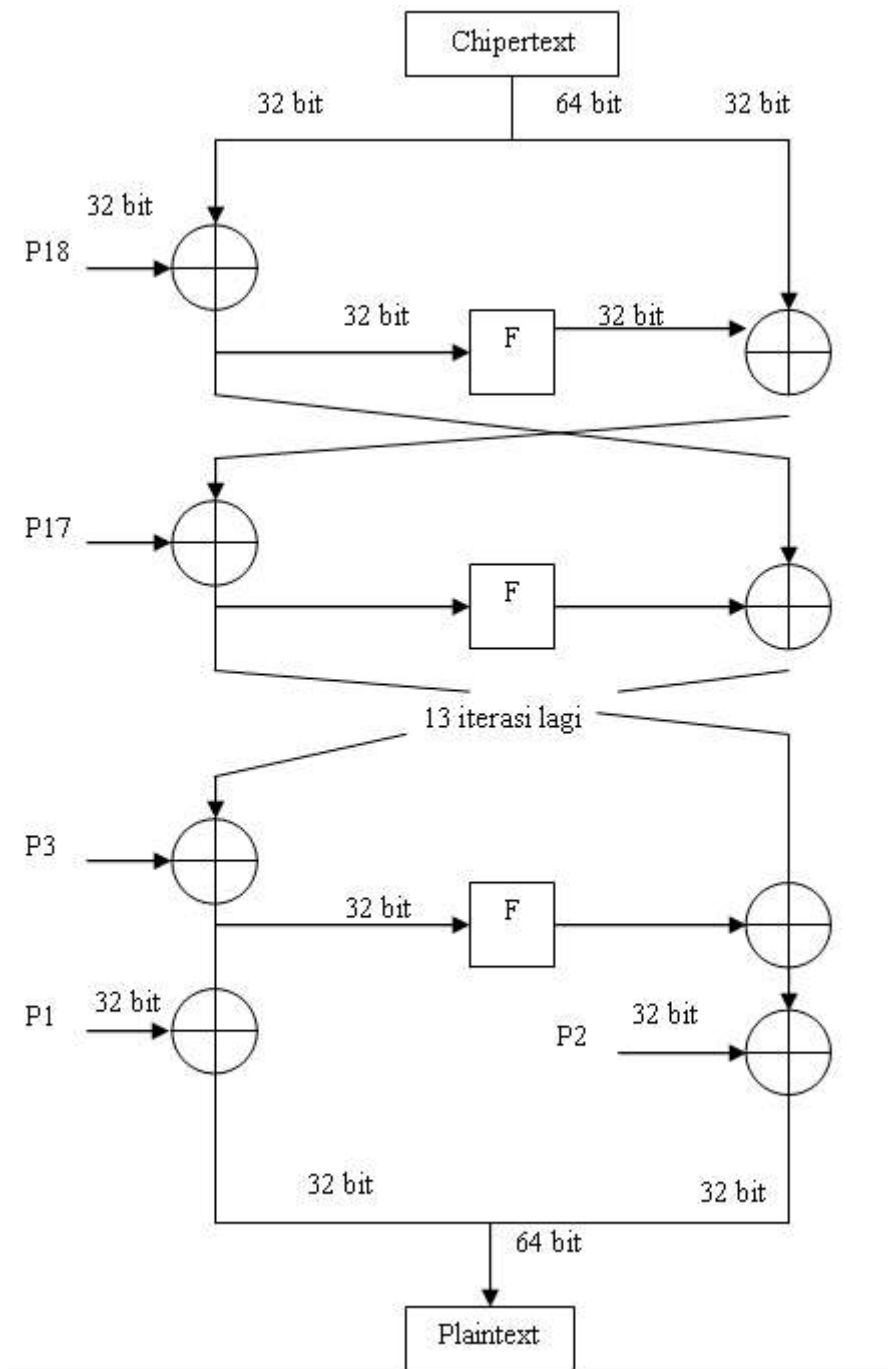 Chipertext
32 bit
64 bit
32 bit
32 bit
P18
32 bit
F
32 bit
P17
F
13 iterasi lagi
P3
32 bit
F
P1
32 bit
P2
32 bit
32 bit
32 bit
64 bit
Plaintext